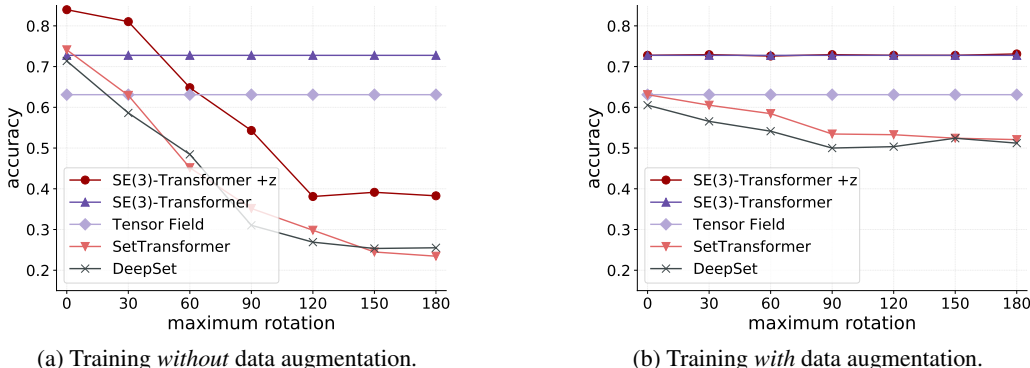 0.8
0.7
0.6
0.5
0.4
0.3
0.2
accuracy
SE(3)-Transformer +z
SE(3)-Transformer
Tensor Field
SetTransformer
DeepSet
0 30 60 90 120 150 180
maximum rotation
(a) Training without data augmentation.
0.8
0.7
0.6
0.5
0.4
0.3
0.2
accuracy
SE(3)-Transformer +z
SE(3)-Transformer
Tensor Field
SetTransformer
DeepSet
0 30 60 90 120 150 180
maximum rotation
(b) Training with data augmentation.